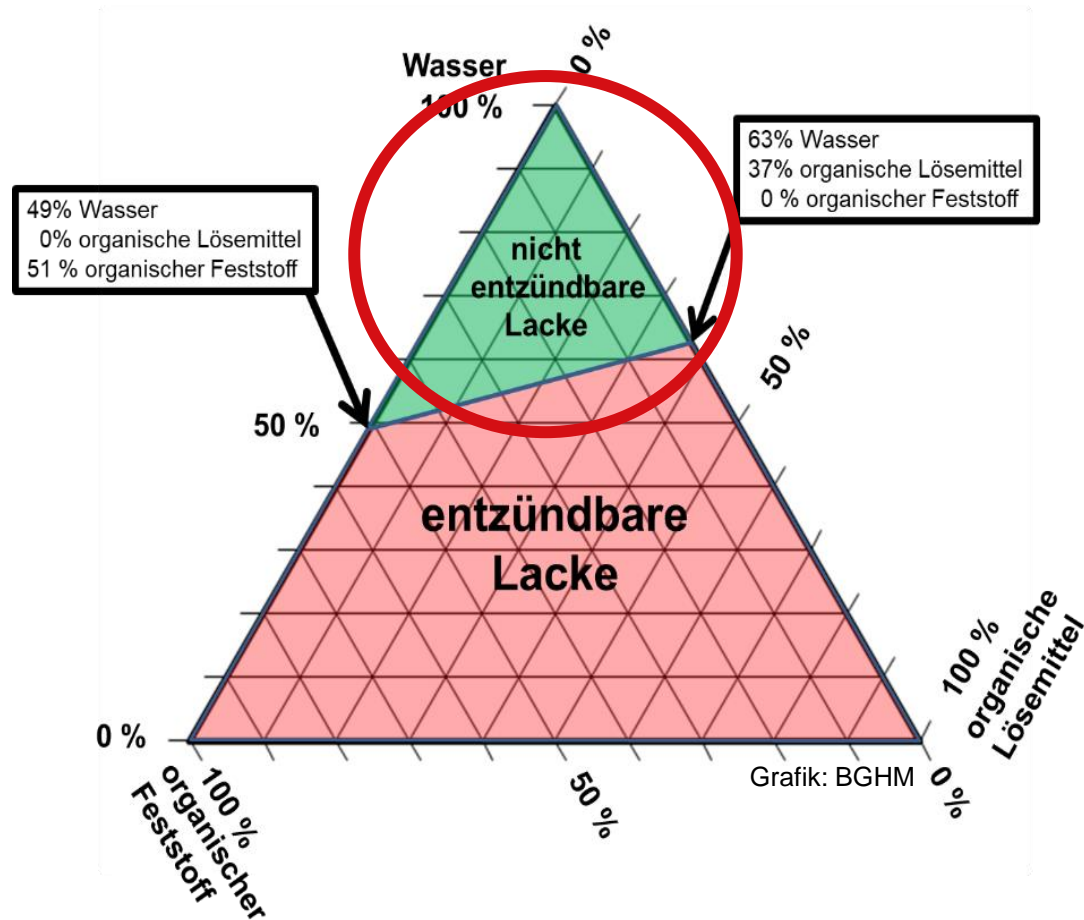 0 %
Wasser
100 %
63% Wasser
37% organische Lösemittel
0 % organischer Feststoff
49% Wasser
0% organische Lösemittel
51 % organischer Feststoff
nicht
entzündbare
Lacke
50 %
50 %
entzündbare
Lacke
100 %
organische
Lösemittel
0 %
Grafik: BGHM
0 %
50 %
100 %
organischer
Feststoff